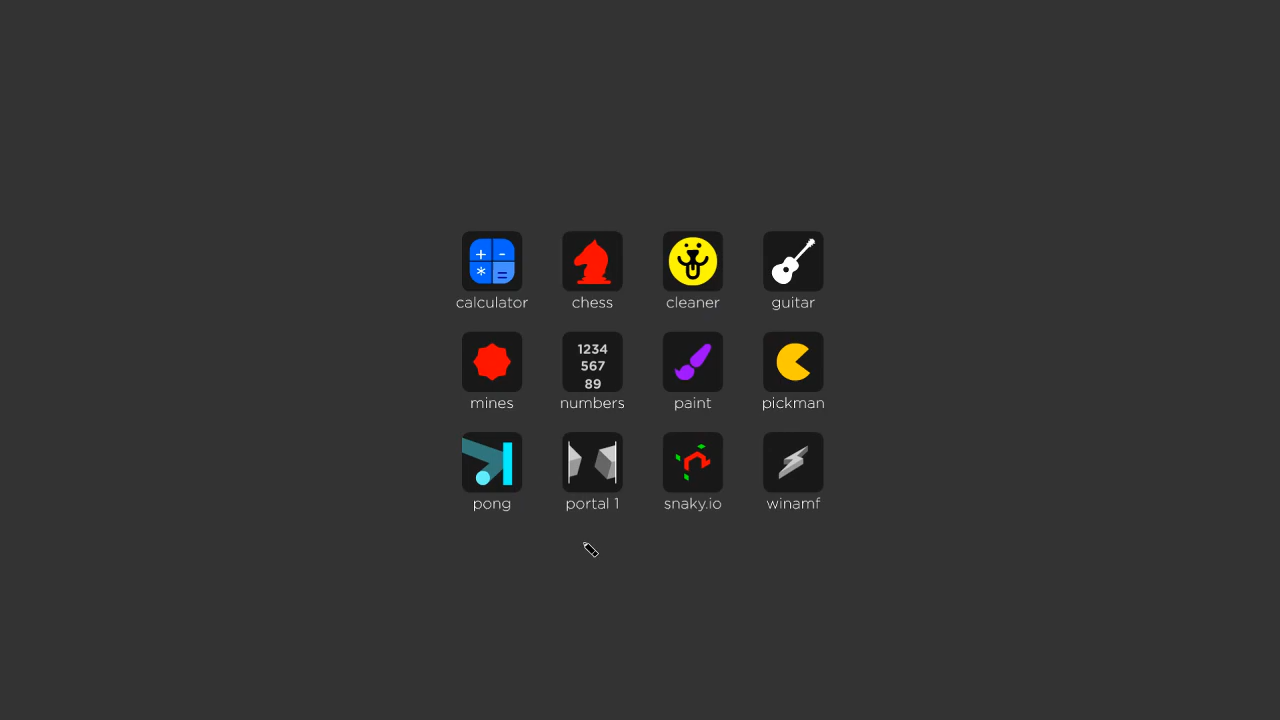 + -
* =
calculator chess cleaner guitar
1234
567
89
mines numbers paint pickman
pong portal 1 snaky.io winamf